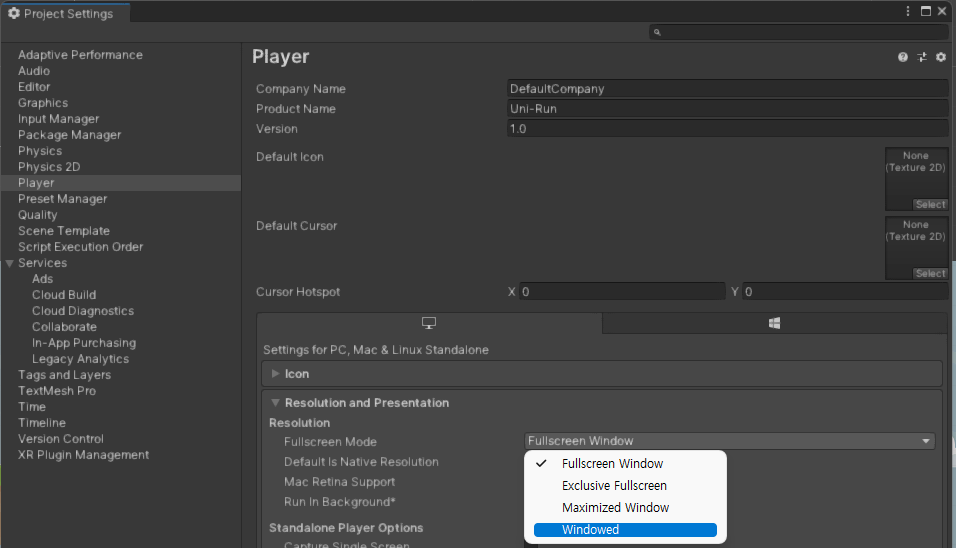 Project Settings
Adaptive Performance
Audio
Editor
Graphics
Input Manager
Package Manager
Physics
Physics 2D
Player
Preset Manager
Quality
Scene Template
Script Execution Order
Services
Ads
Cloud Build
Cloud Diagnostics
Collaborate
In-App Purchasing
Legacy Analytics
Tags and Layers
TextMesh Pro
Time
Timeline
Version Control
XR Plugin Management
Player
Company Name DefaultCompany
Product Name Uni-Run
Version 1.0
Default Icon
None
(Texture 2D)
Select
Default Cursor
None
(Texture 2D)
Select
Cursor Hotspot X 0 Y 0
Settings for PC, Mac & Linux Standalone
Icon
Resolution and Presentation
Resolution
Fullscreen Mode Fullscreen Window
Default Is Native Resolution
Mac Retina Support
Run In Background*
Fullscreen Window
Exclusive Fullscreen
Maximized Window
Windowed
Standalone Player Options
Capture Single Screen